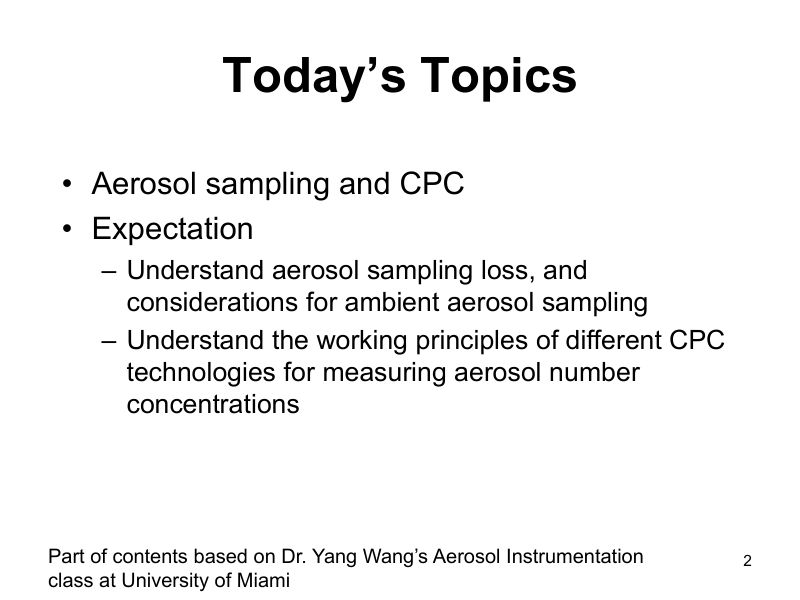 Today’s Topics
• Aerosol sampling and CPC
• Expectation
– Understand aerosol sampling loss, and
considerations for ambient aerosol sampling
– Understand the working principles of different CPC
technologies for measuring aerosol number
concentrations
Part of contents based on Dr. Yang Wang’s Aerosol Instrumentation
class at University of Miami
2